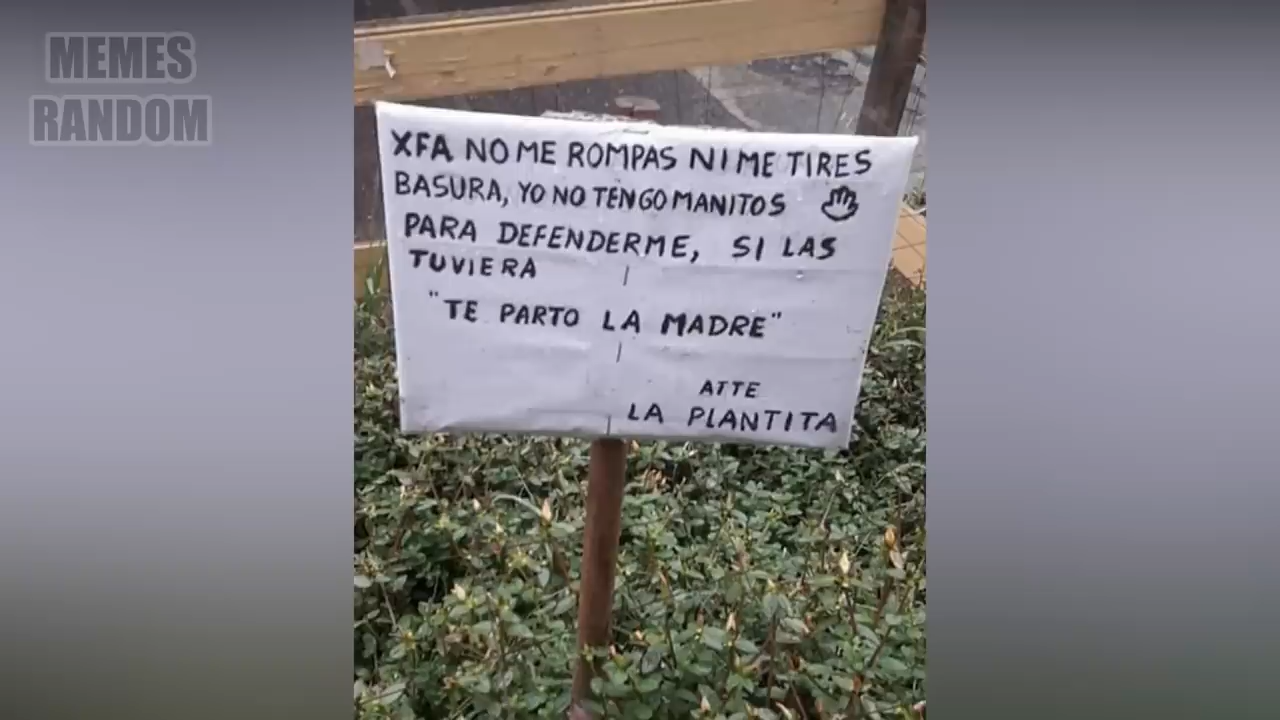 MEMES
RANDOM
XFA NO ME ROMPAS NI ME TIRES
BASURA, YO NO TENGO MANITOS
PARA DEFENDERME, SI LAS
TUVIERA
"TE PARTO LA MADRE"
ATTE
LA PLANTITA